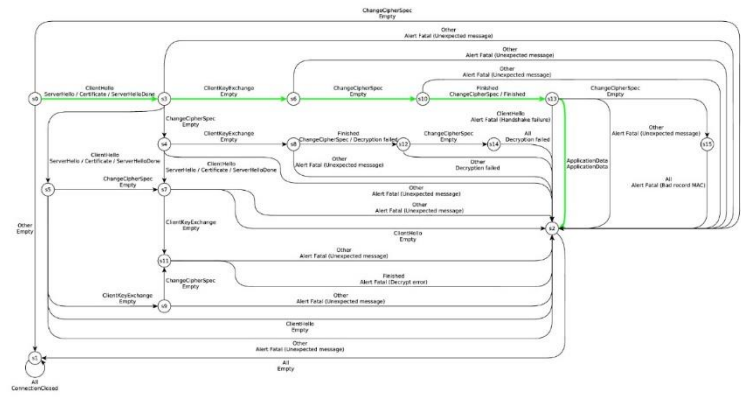 ChangeCipherSpec
Empty
Other
Alert Fatal (Unexpected message)
Other
Alert Fatal (Unexpected message)
Other
Alert Fatal (Unexpected message)
ClientHello
ServerHello / Certificate / ServerHelloDone
ClientKeyExchange
Empty
ChangeCipherSpec
Empty
Finished
ChangeCipherSpec / Finished
ChangeCipherSpec
Empty
s0
s3
s6
s10
s13
ChangeCipherSpec
Empty
ClientHello
Alert Fatal (Handshake failure)
Other
Alert Fatal (Unexpected message)
s4
ClientKeyExchange
Empty
s8
Finished
ChangeCipherSpec / Decryption failed
s12
ChangeCipherSpec
Empty
s14
All
Decryption failed
s15
ClientHello
ServerHello / Certificate / ServerHelloDone
ClientHello
ServerHello / Certificate / ServerHelloDone
Other
Alert Fatal (Unexpected message)
Other
Decryption failed
ApplicationData
ApplicationData
All
Alert Fatal (Bad record MAC)
s5
ChangeCipherSpec
Empty
s7
Other
Alert Fatal (Unexpected message)
Other
Alert Fatal (Unexpected message)
Other
Empty
ClientKeyExchange
Empty
ClientHello
Empty
s2
s11
Other
Alert Fatal (Unexpected message)
ChangeCipherSpec
Empty
Finished
Alert Fatal (Decrypt error)
ClientKeyExchange
Empty
s9
Other
Alert Fatal (Unexpected message)
ClientHello
Empty
Other
Alert Fatal (Unexpected message)
s1
All
Empty
All
ConnectionClosed